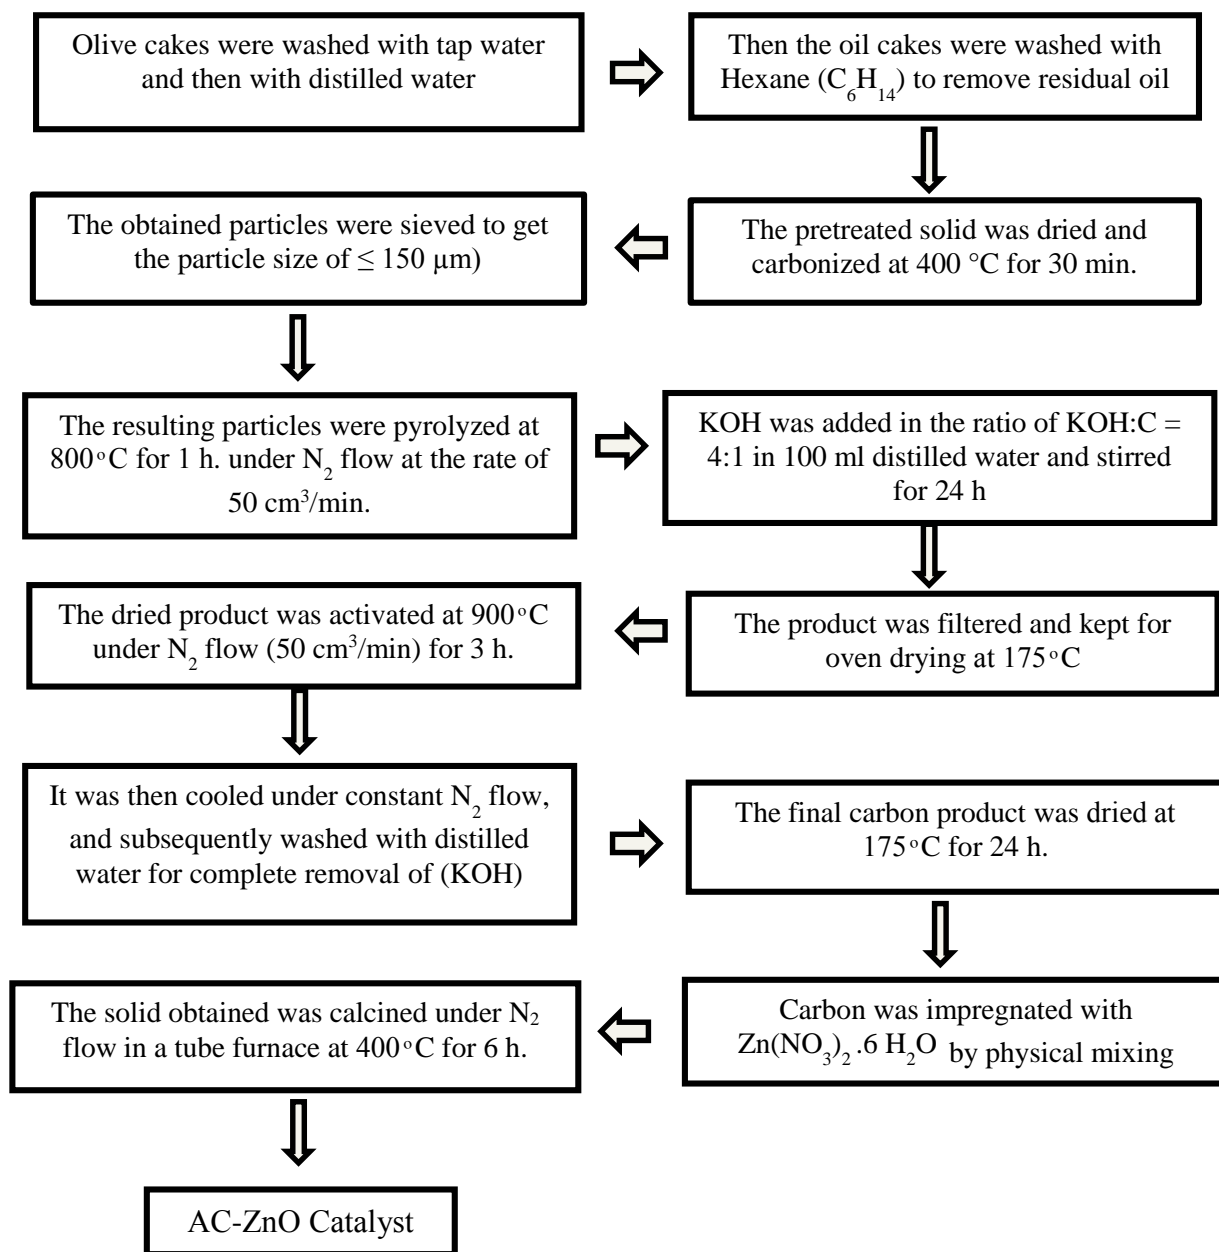 Olive cakes were washed with tap water
and then with distilled water
Then the oil cakes were washed with
Hexane (C₆H₁₄) to remove residual oil
The pretreated solid was dried and
carbonized at 400 °C for 30 min.
The obtained particles were sieved to get
the particle size of ≤ 150 μm)
The resulting particles were pyrolyzed at
800°C for 1 h. under N₂ flow at the rate of
50 cm³/min.
KOH was added in the ratio of KOH:C =
4:1 in 100 ml distilled water and stirred
for 24 h
The product was filtered and kept for
oven drying at 175°C
The dried product was activated at 900°C
under N₂ flow (50 cm³/min) for 3 h.
It was then cooled under constant N₂ flow,
and subsequently washed with distilled
water for complete removal of (KOH)
The final carbon product was dried at
175°C for 24 h.
Carbon was impregnated with
Zn(NO₃)₂ .6 H₂O by physical mixing
The solid obtained was calcined under N₂
flow in a tube furnace at 400°C for 6 h.
AC-ZnO Catalyst